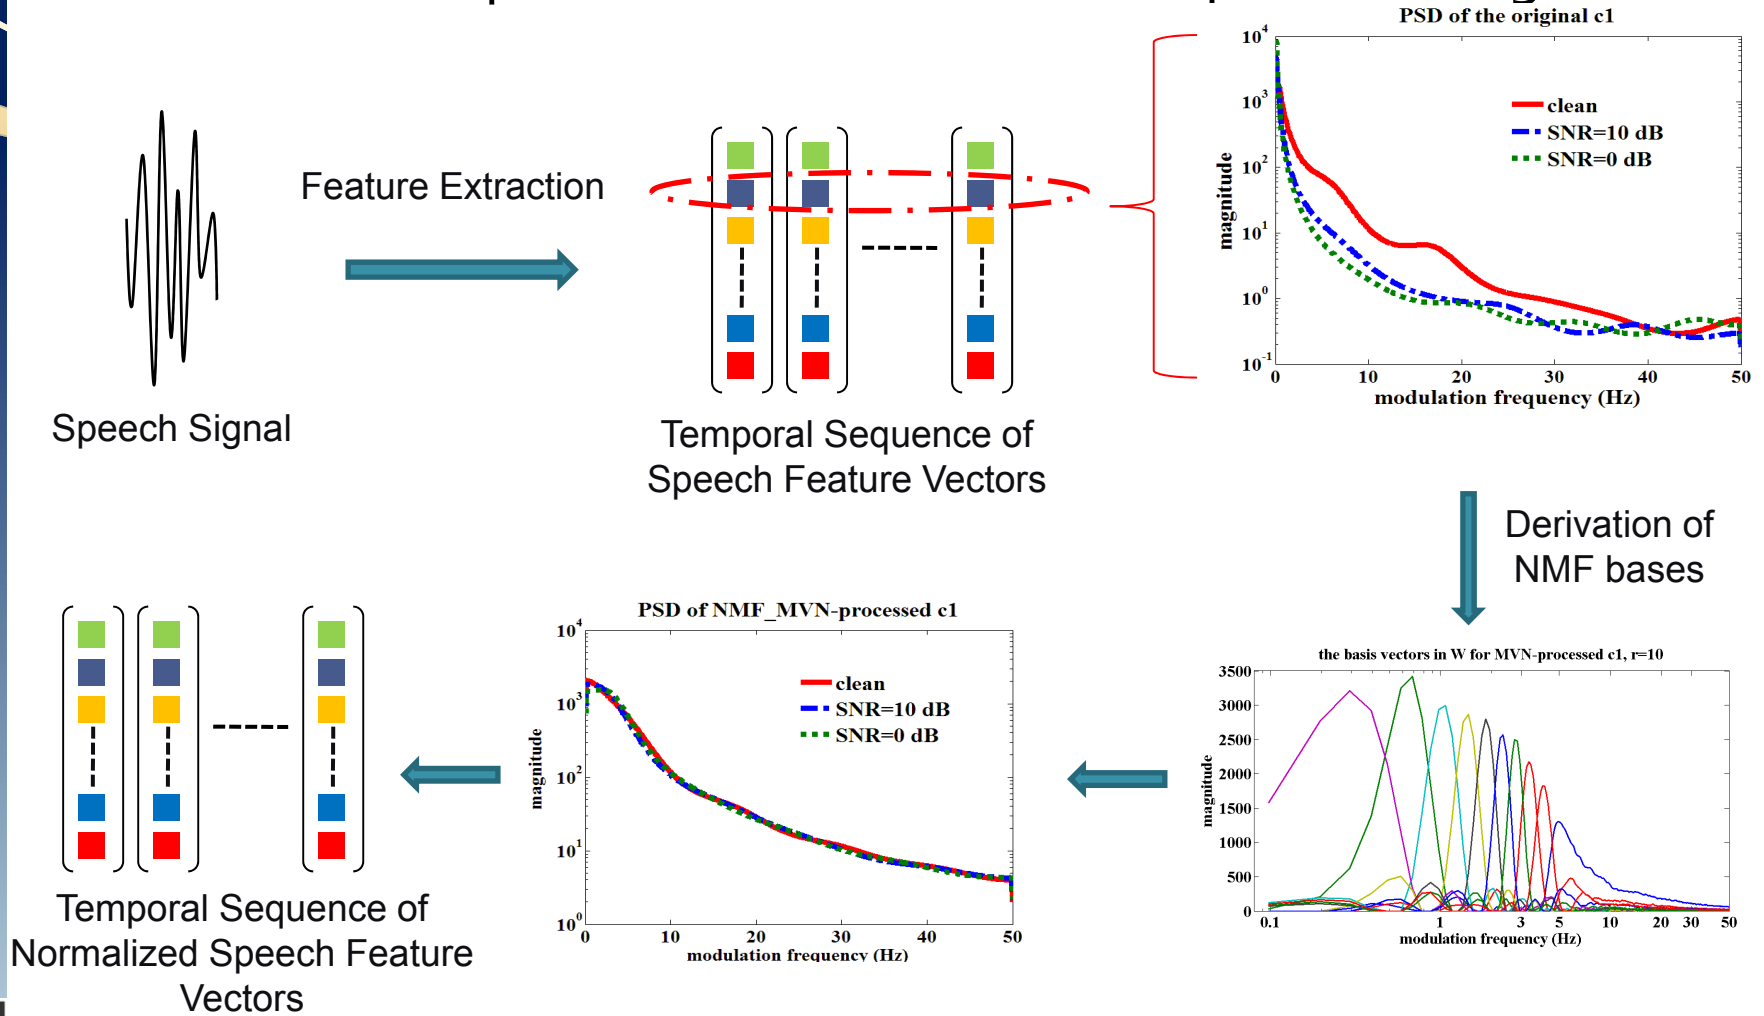 PSD of the original c1
10^4
10^3
10^2
10^1
10^0
10^-1
magnitude
clean
SNR=10 dB
SNR=0 dB
0 10 20 30 40 50
modulation frequency (Hz)
Feature Extraction
Speech Signal
Temporal Sequence of
Speech Feature Vectors
Derivation of
NMF bases
the basis vectors in W for MVN-processed c1, r=10
3500
3000
2500
2000
1500
1000
500
0
magnitude
0.1 1 3 5 10 20 30 50
modulation frequency (Hz)
PSD of NMF_MVN-processed c1
10^4
10^3
10^2
10^1
10^0
magnitude
clean
SNR=10 dB
SNR=0 dB
0 10 20 30 40 50
modulation frequency (Hz)
Temporal Sequence of
Normalized Speech Feature
Vectors